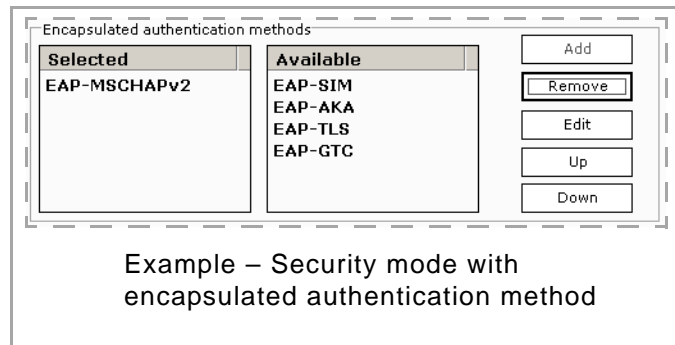 Encapsulated authentication methods
Selected
EAP-MSCHAPv2
Available
EAP-SIM
EAP-AKA
EAP-TLS
EAP-GTC
Add
Remove
Edit
Up
Down
Example – Security mode with
encapsulated authentication method